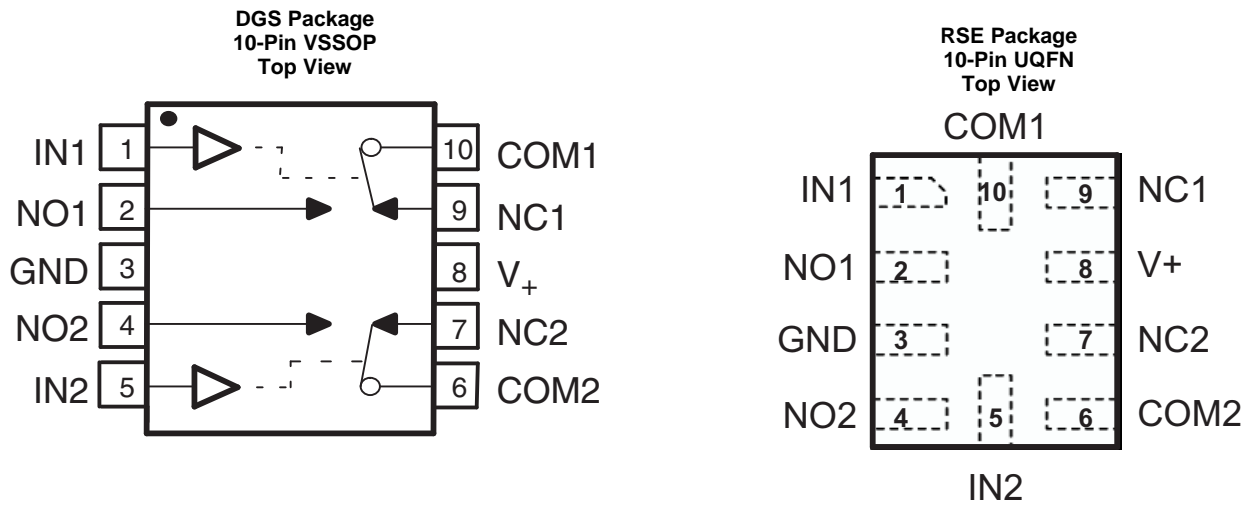 DGS Package
10-Pin VSSOP
Top View
IN1 1
10 COM1
NO1 2
9 NC1
GND 3
8 V+
NO2 4
7 NC2
IN2 5
6 COM2
RSE Package
10-Pin UQFN
Top View
COM1
IN1 1 10 9 NC1
NO1 2 8 V+
GND 3 7 NC2
NO2 4 5 6 COM2
IN2